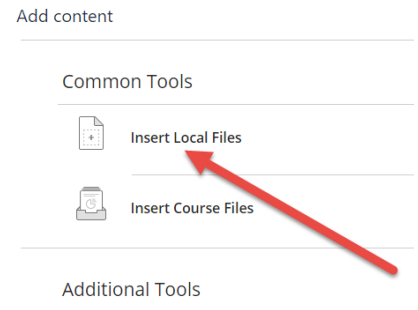 Add content
Common Tools
Insert Local Files
Insert Course Files
Additional Tools